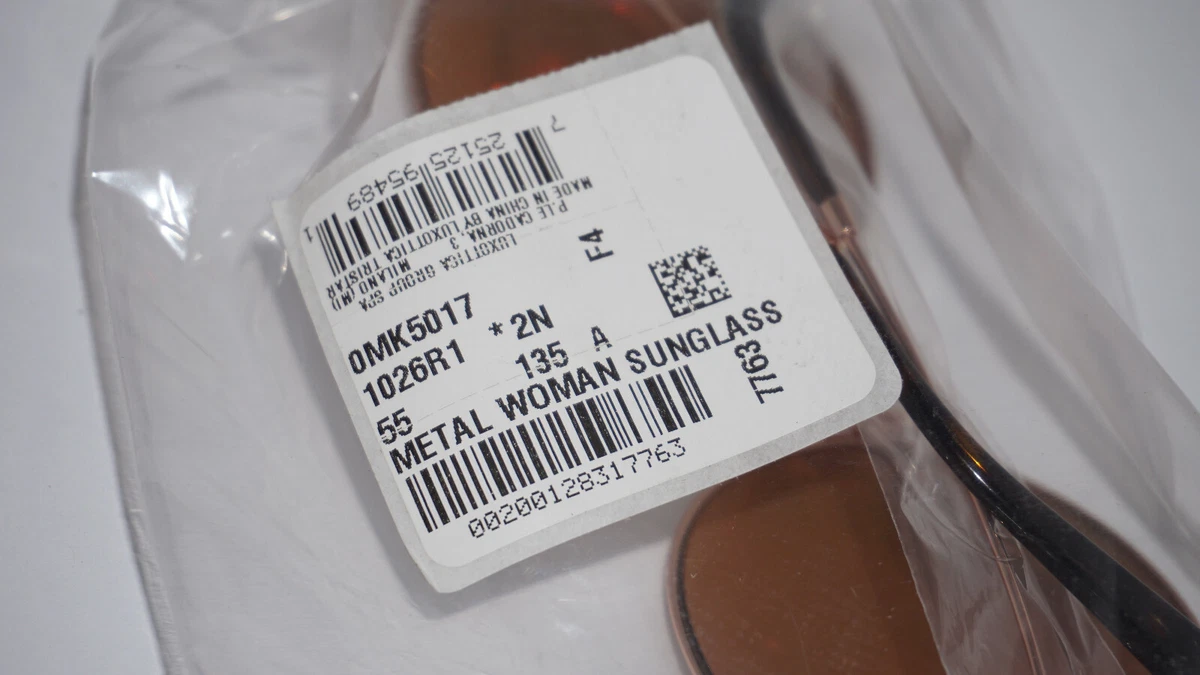 7 25125 95489 1
MADE IN CHINA BY LUXOTTICA TRISTAR
P.LE CADORNA, 3 MILANO (MI)
LUXOTTICA GROUP SPA
F4
0MK5017
1026R1 * 2N
55 135 A
METAL WOMAN SUNGLASS
7763
00200128317763